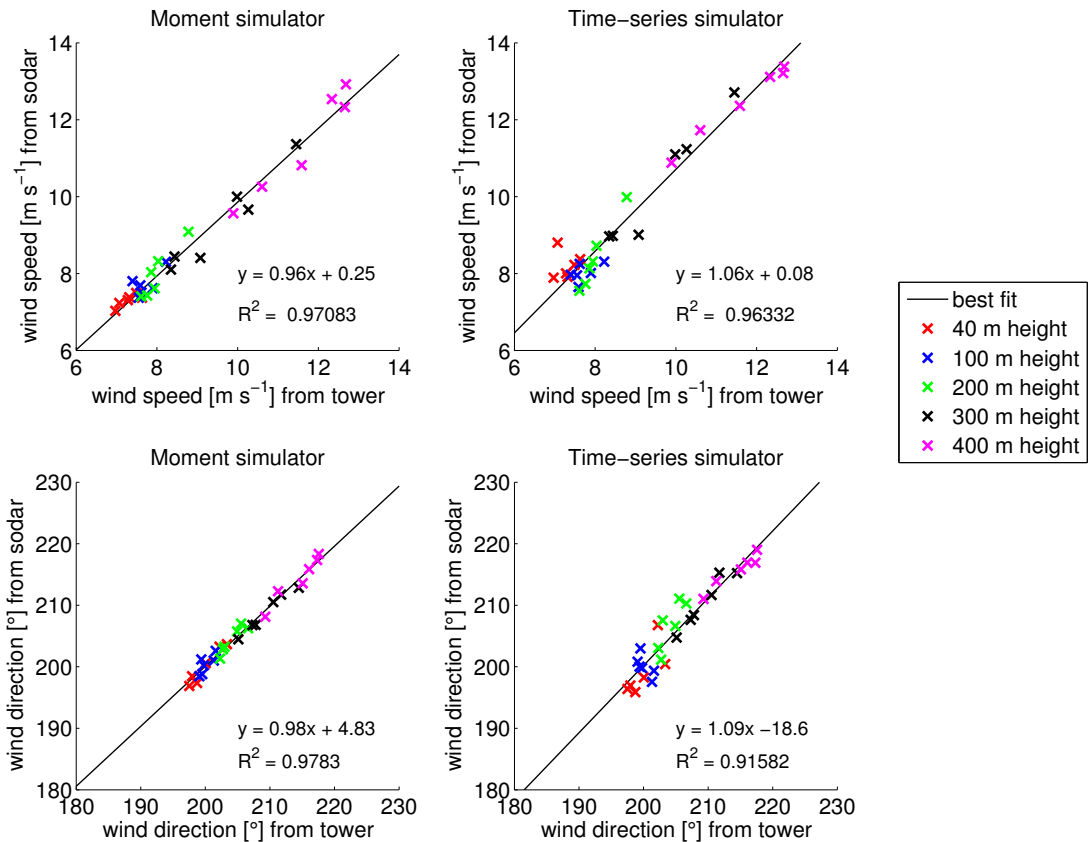 Moment simulator
14
12
10
8
6
6 8 10 12 14
wind speed [m s⁻¹] from sodar
wind speed [m s⁻¹] from tower
y = 0.96x + 0.25
R² = 0.97083
Time−series simulator
14
12
10
8
6
6 8 10 12 14
wind speed [m s⁻¹] from sodar
wind speed [m s⁻¹] from tower
y = 1.06x + 0.08
R² = 0.96332
best fit
40 m height
100 m height
200 m height
300 m height
400 m height
Moment simulator
230
220
210
200
190
180
180 190 200 210 220 230
wind direction [°] from sodar
wind direction [°] from tower
y = 0.98x + 4.83
R² = 0.9783
Time−series simulator
230
220
210
200
190
180
180 190 200 210 220 230
wind direction [°] from sodar
wind direction [°] from tower
y = 1.09x −18.6
R² = 0.91582